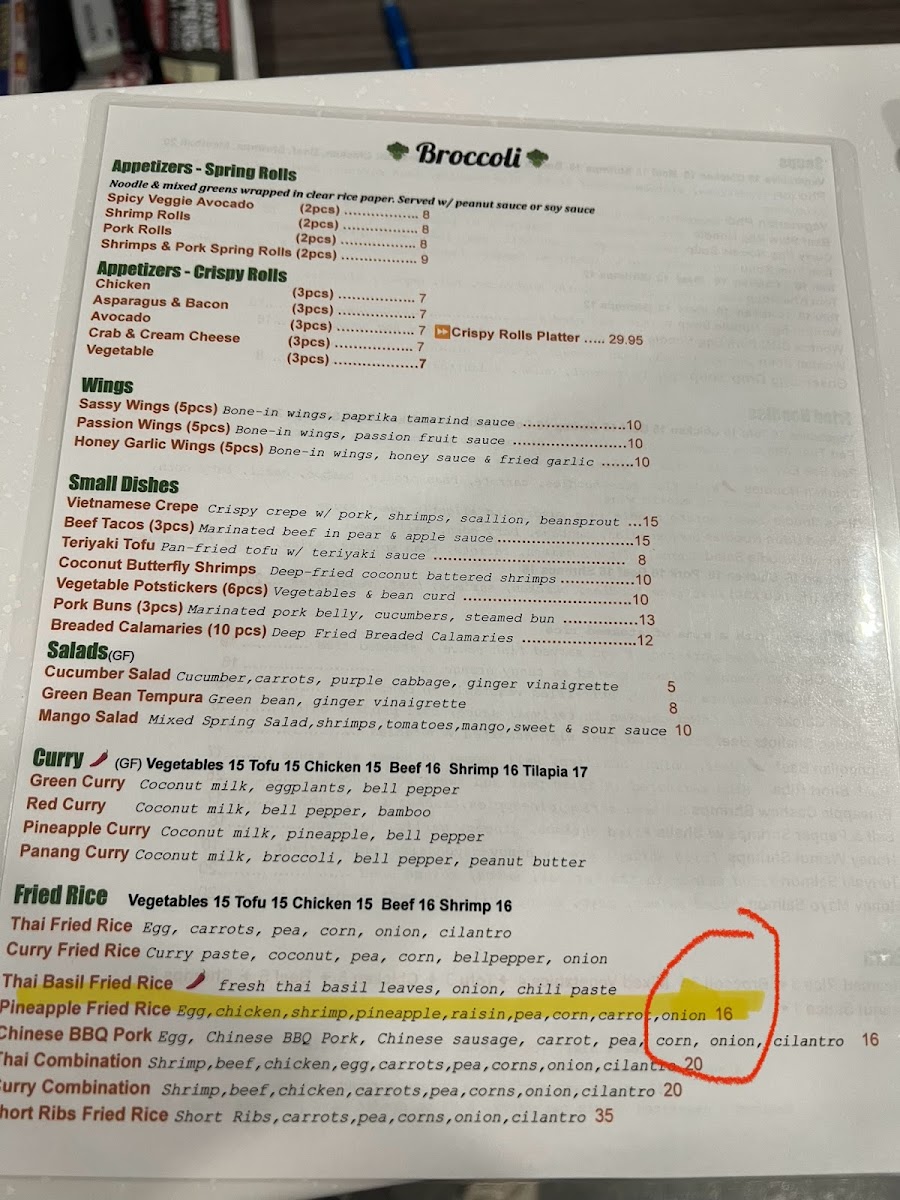 Broccoli
Appetizers - Spring Rolls
Noodle & mixed greens wrapped in clear rice paper. Served w/ peanut sauce or soy sauce
Spicy Veggie Avocado (2pcs) .................. 8
Shrimp Rolls (2pcs) .................. 8
Pork Rolls (2pcs) .................. 8
Shrimps & Pork Spring Rolls (2pcs) .................. 9
Appetizers - Crispy Rolls
Chicken (3pcs) .................. 7
Asparagus & Bacon (3pcs) .................. 7
Avocado (3pcs) .................. 7 Crispy Rolls Platter ..... 29.95
Crab & Cream Cheese (3pcs) .................. 7
Vegetable (3pcs) ..................7
Wings
Sassy Wings (5pcs) Bone-in wings, paprika tamarind sauce ........................10
Passion Wings (5pcs) Bone-in wings, passion fruit sauce ........................10
Honey Garlic Wings (5pcs) Bone-in wings, honey sauce & fried garlic .......10
Small Dishes
Vietnamese Crepe Crispy crepe w/ pork, shrimps, scallion, beansprout ...15
Beef Tacos (3pcs) Marinated beef in pear & apple sauce ................................15
Teriyaki Tofu Pan-fried tofu w/ teriyaki sauce ............................................ 8
Coconut Butterfly Shrimps Deep-fried coconut battered shrimps .................10
Vegetable Potstickers (6pcs) Vegetables & bean curd ......................................10
Pork Buns (3pcs) Marinated pork belly, cucumbers, steamed bun .................13
Breaded Calamaries (10 pcs) Deep Fried Breaded Calamaries .............................12
Salads(GF)
Cucumber Salad Cucumber,carrots, purple cabbage, ginger vinaigrette 5
Green Bean Tempura Green bean, ginger vinaigrette 8
Mango Salad Mixed Spring Salad,shrimps,tomatoes,mango,sweet & sour sauce 10
Curry (GF) Vegetables 15 Tofu 15 Chicken 15 Beef 16 Shrimp 16 Tilapia 17
Green Curry Coconut milk, eggplants, bell pepper
Red Curry Coconut milk, bell pepper, bamboo
Pineapple Curry Coconut milk, pineapple, bell pepper
Panang Curry Coconut milk, broccoli, bell pepper, peanut butter
Fried Rice Vegetables 15 Tofu 15 Chicken 15 Beef 16 Shrimp 16
Thai Fried Rice Egg, carrots, pea, corn, onion, cilantro
Curry Fried Rice Curry paste, coconut, pea, corn, bellpepper, onion
Thai Basil Fried Rice fresh thai basil leaves, onion, chili paste
Pineapple Fried Rice Egg,chicken,shrimp,pineapple,raisin,pea,corn,carrot,onion 16
Chinese BBQ Pork Egg, Chinese BBQ Pork, Chinese sausage, carrot, pea, corn, onion, cilantro 16
Thai Combination Shrimp,beef,chicken,egg,carrots,pea,corns,onion,cilantro 20
Curry Combination Shrimp,beef,chicken,carrots,pea,corns,onion,cilantro 20
Short Ribs Fried Rice Short Ribs,carrots,pea,corns,onion,cilantro 35